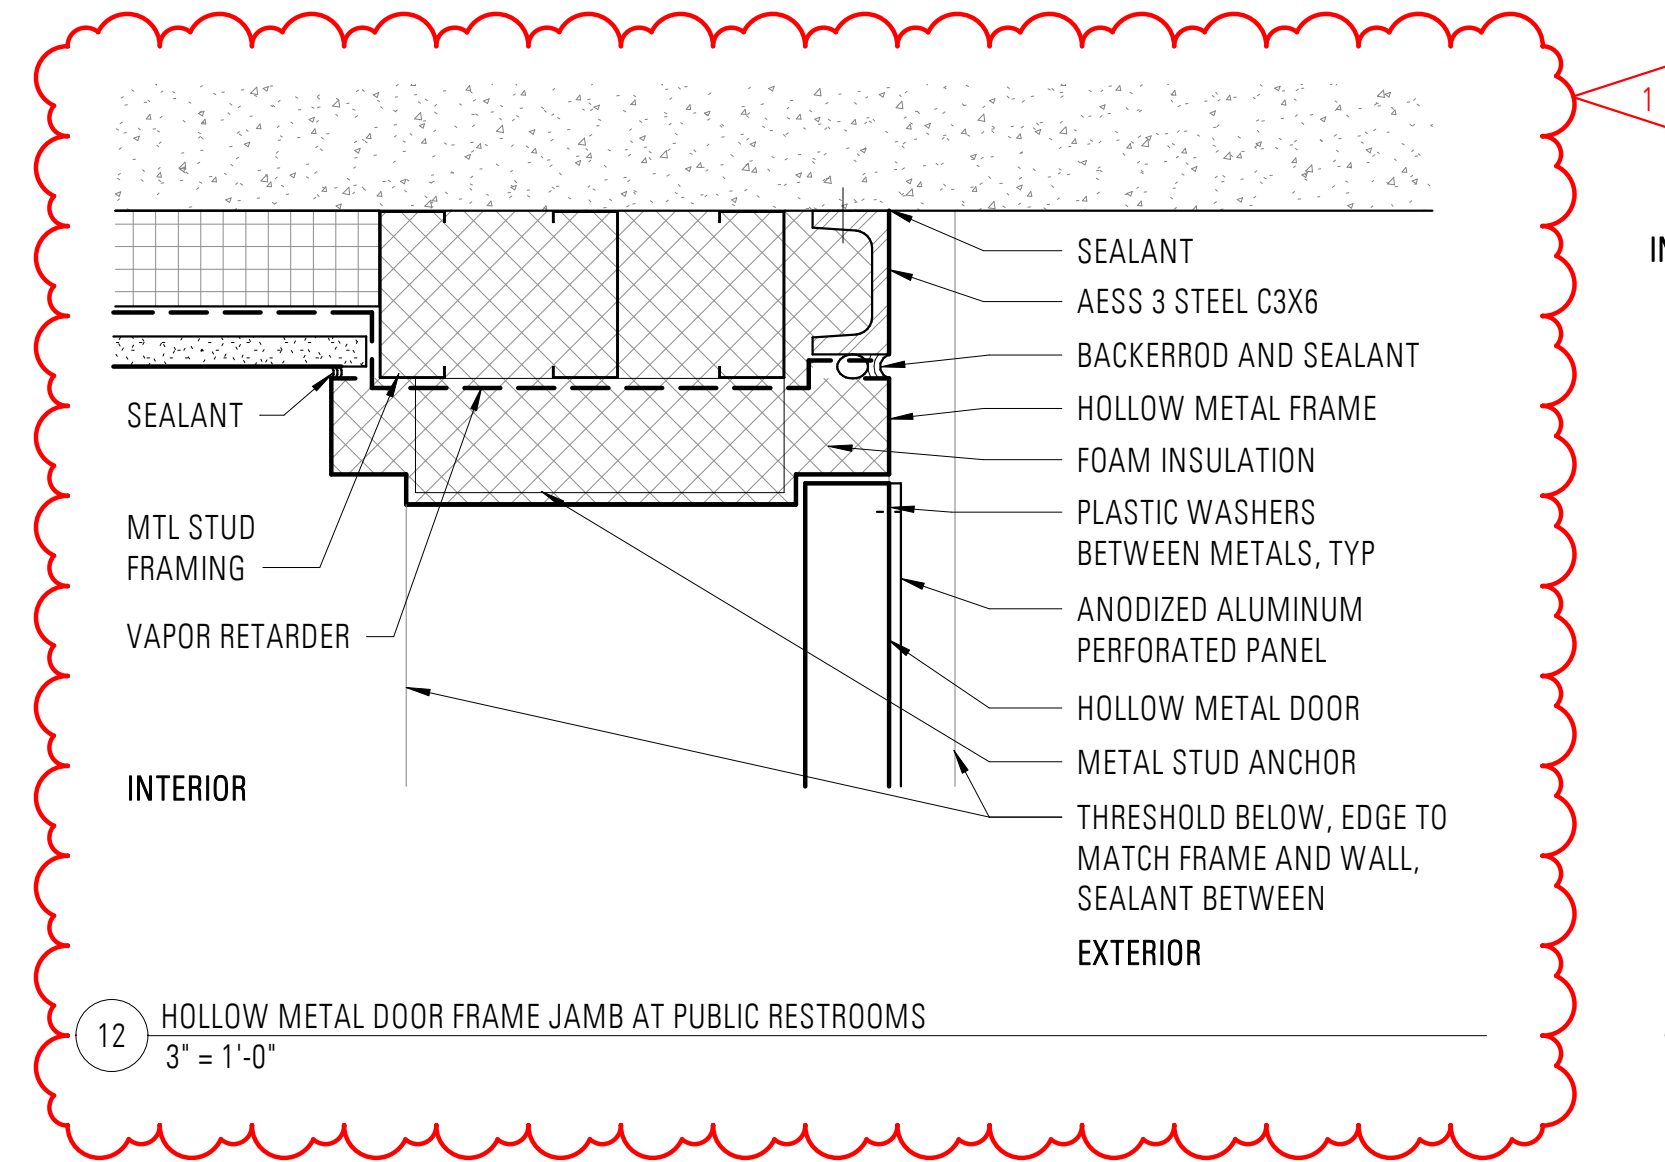 1
IN
SEALANT
AESS 3 STEEL C3X6
BACKERROD AND SEALANT
HOLLOW METAL FRAME
FOAM INSULATION
PLASTIC WASHERS
BETWEEN METALS, TYP
ANODIZED ALUMINUM
PERFORATED PANEL
HOLLOW METAL DOOR
METAL STUD ANCHOR
THRESHOLD BELOW, EDGE TO
MATCH FRAME AND WALL,
SEALANT BETWEEN
EXTERIOR
SEALANT
MTL STUD
FRAMING
VAPOR RETARDER
INTERIOR
12
HOLLOW METAL DOOR FRAME JAMB AT PUBLIC RESTROOMS
3" = 1'-0"